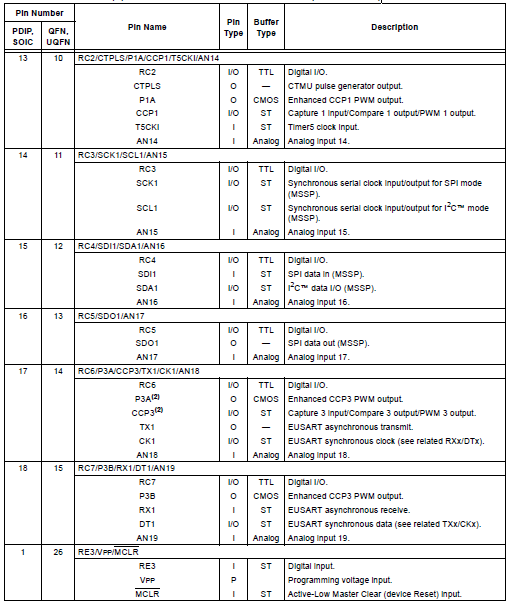 Pin Number
Pin Name
Pin Type
Buffer Type
Description
PDIP, SOIC
QFN, UQFN
13 10 RC2/CTPLS/P1A/CCP1/T5CKI/AN14
RC2 I/O TTL Digital I/O.
CTPLS O — CTMU pulse generator output.
P1A O CMOS Enhanced CCP1 PWM output.
CCP1 I/O ST Capture 1 input/Compare 1 output/PWM 1 output.
T5CKI I ST Timer5 clock input.
AN14 I Analog Analog input 14.
14 11 RC3/SCK1/SCL1/AN15
RC3 I/O TTL Digital I/O.
SCK1 I/O ST Synchronous serial clock input/output for SPI mode
(MSSP).
SCL1 I/O ST Synchronous serial clock input/output for I2C™ mode
(MSSP).
AN15 I Analog Analog input 15.
15 12 RC4/SDI1/SDA1/AN16
RC4 I/O TTL Digital I/O.
SDI1 I ST SPI data in (MSSP).
SDA1 I/O ST I2C™ data I/O (MSSP).
AN16 I Analog Analog input 16.
16 13 RC5/SDO1/AN17
RC5 I/O TTL Digital I/O.
SDO1 O — SPI data out (MSSP).
AN17 I Analog Analog input 17.
17 14 RC6/P3A/CCP3/TX1/CK1/AN18
RC6 I/O TTL Digital I/O.
P3A(2) O CMOS Enhanced CCP3 PWM output.
CCP3(2) I/O ST Capture 3 input/Compare 3 output/PWM 3 output.
TX1 O — EUSART asynchronous transmit.
CK1 I/O ST EUSART synchronous clock (see related RXx/DTx).
AN18 I Analog Analog input 18.
18 15 RC7/P3B/RX1/DT1/AN19
RC7 I/O TTL Digital I/O.
P3B O CMOS Enhanced CCP3 PWM output.
RX1 I ST EUSART asynchronous receive.
DT1 I/O ST EUSART synchronous data (see related TXx/CKx).
AN19 I Analog Analog input 19.
1 26 RE3/VPP/MCLR
RE3 I ST Digital input.
VPP P Programming voltage input.
MCLR I ST Active-Low Master Clear (device Reset) input.